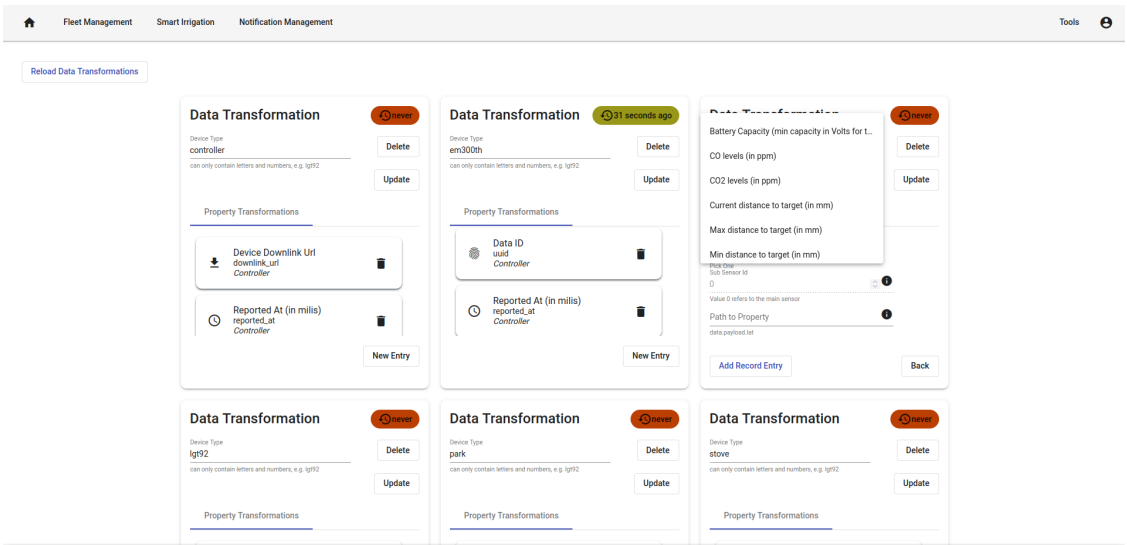 Fleet Management
Smart Irrigation
Notification Management
Tools
Reload Data Transformations
Data Transformation
never
Device Type
controller
Delete
can only contain letters and numbers, e.g. lgt92
Update
Property Transformations
Device Downlink Url
downlink_url
Controller
Reported At (in milis)
reported_at
Controller
New Entry
Data Transformation
31 seconds ago
Device Type
em300th
Delete
can only contain letters and numbers, e.g. lgt92
Update
Property Transformations
Data ID
uuid
Controller
Reported At (in milis)
reported_at
Controller
New Entry
Data Transformation
never
Battery Capacity (min capacity in Volts for t...
Delete
CO levels (in ppm)
CO2 levels (in ppm)
Update
Current distance to target (in mm)
Max distance to target (in mm)
Min distance to target (in mm)
Pick One
Sub Sensor Id
0
Value 0 refers to the main sensor
Path to Property
data.payload.lat
Add Record Entry
Back
Data Transformation
never
Device Type
lgt92
Delete
can only contain letters and numbers, e.g. lgt92
Update
Property Transformations
Data Transformation
never
Device Type
park
Delete
can only contain letters and numbers, e.g. lgt92
Update
Property Transformations
Data Transformation
never
Device Type
stove
Delete
can only contain letters and numbers, e.g. lgt92
Update
Property Transformations